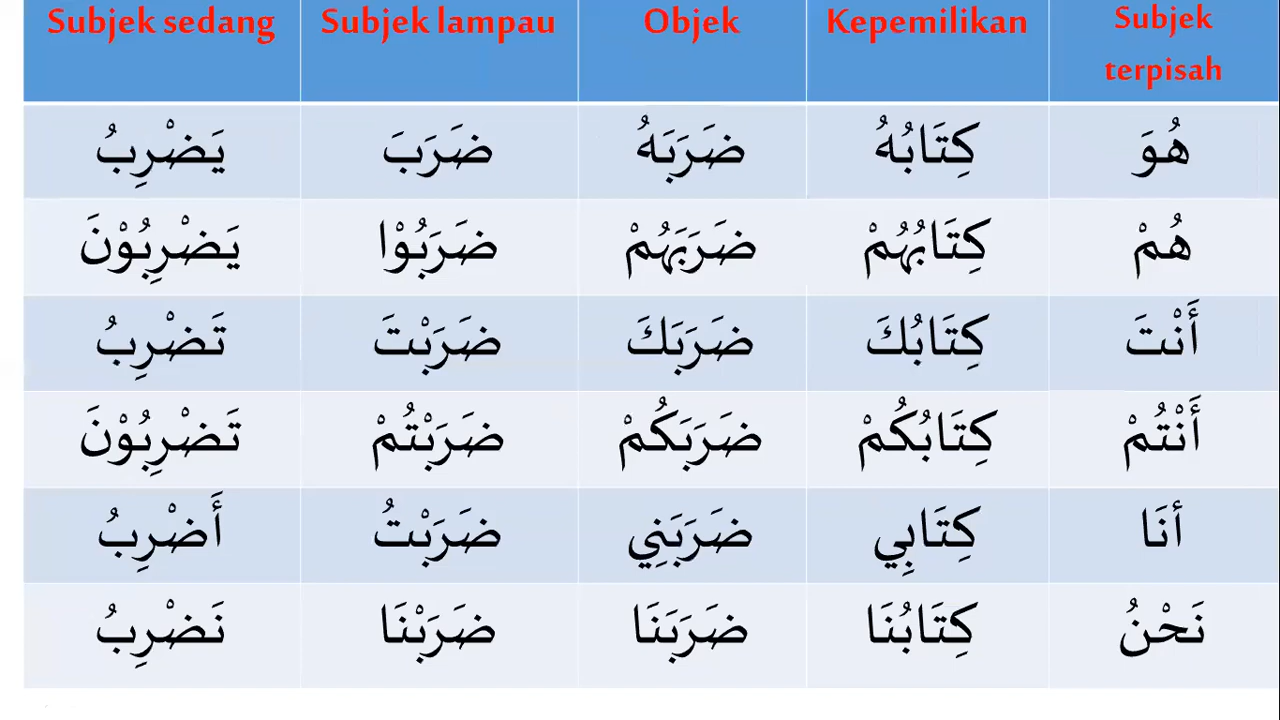 Subjek sedang Subjek lampau Objek Kepemilikan Subjek terpisah
هُوَ كِتَابُهُ ضَرَبَهُ ضَرَبَ يَضْرِبُ
هُمْ كِتَابُهُمْ ضَرَبَهُمْ ضَرَبُوْا يَضْرِبُوْنَ
أَنْتَ كِتَابُكَ ضَرَبَكَ ضَرَبْتَ تَضْرِبُ
أَنْتُمْ كِتَابُكُمْ ضَرَبَكُمْ ضَرَبْتُمْ تَضْرِبُوْنَ
أنَا كِتَابِي ضَرَبَنِي ضَرَبْتُ أَضْرِبُ
نَحْنُ كِتَابُنَا ضَرَبَنَا ضَرَبْنَا نَضْرِبُ